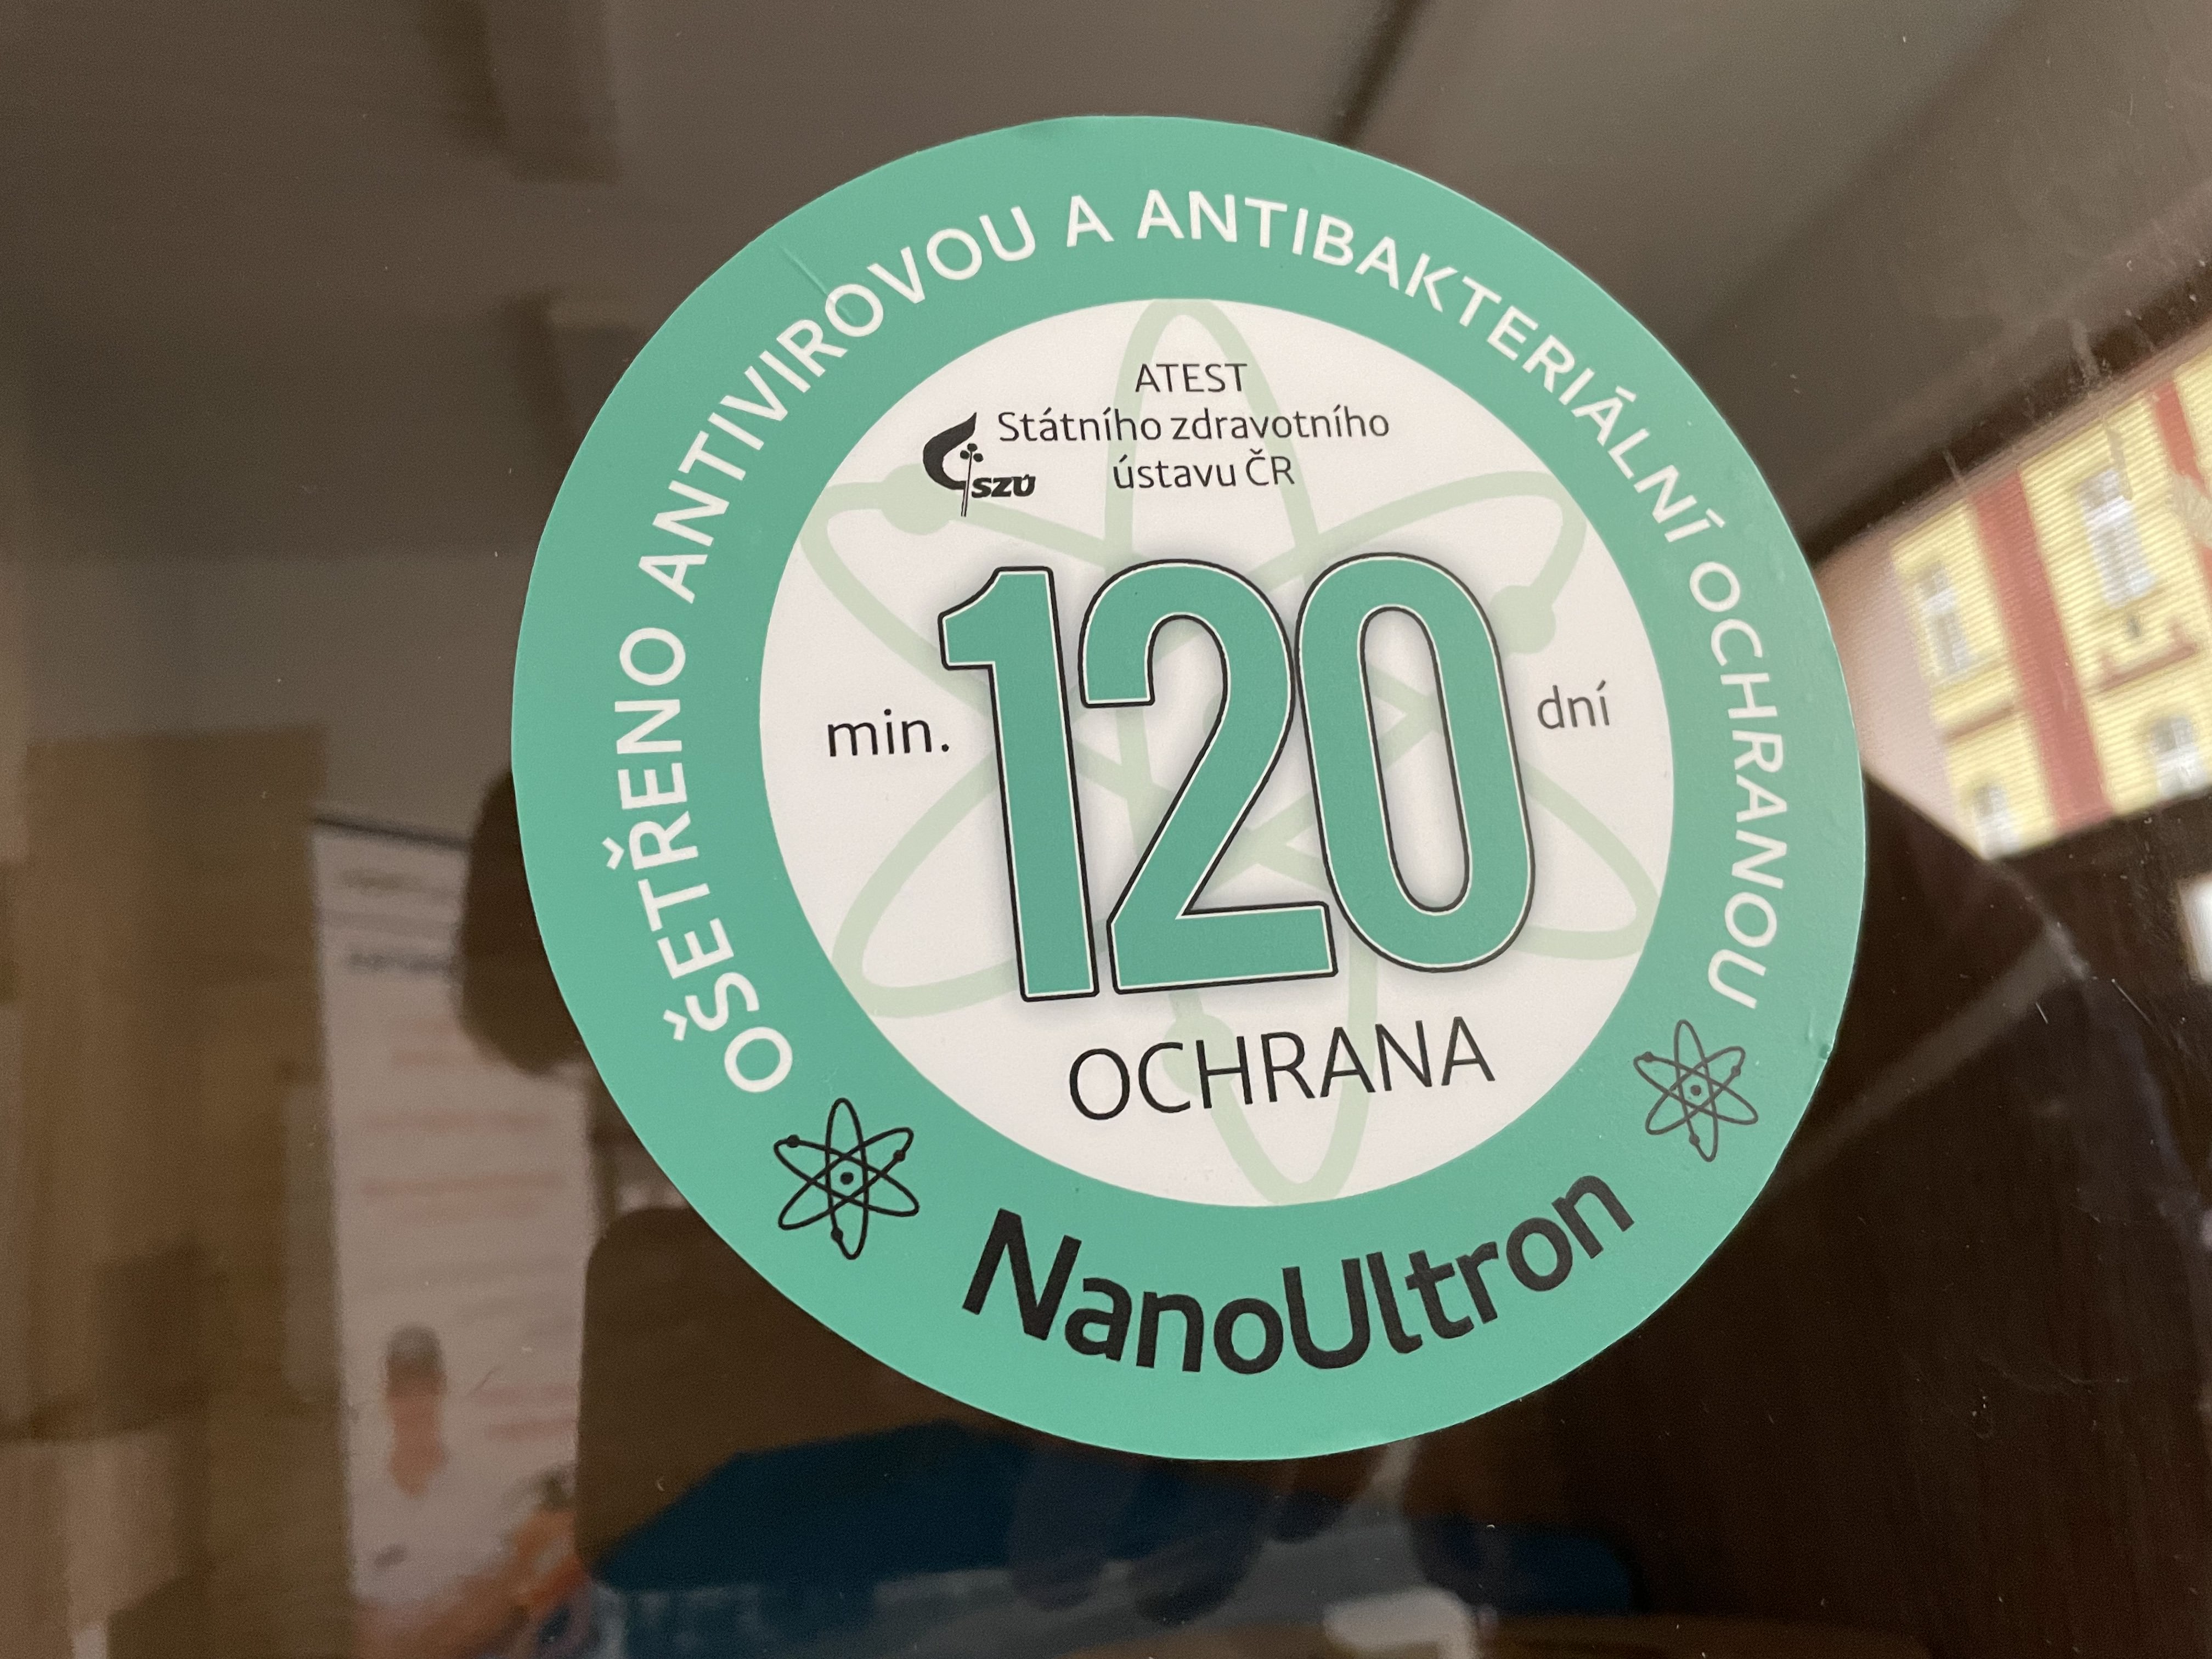 OŠETŘENO ANTIVIROVOU A ANTIBAKTERIÁLNÍ OCHRANOU
ATEST
Státního zdravotního
ústavu ČR
SZÚ
min. 120 dní
OCHRANA
NanoUltron